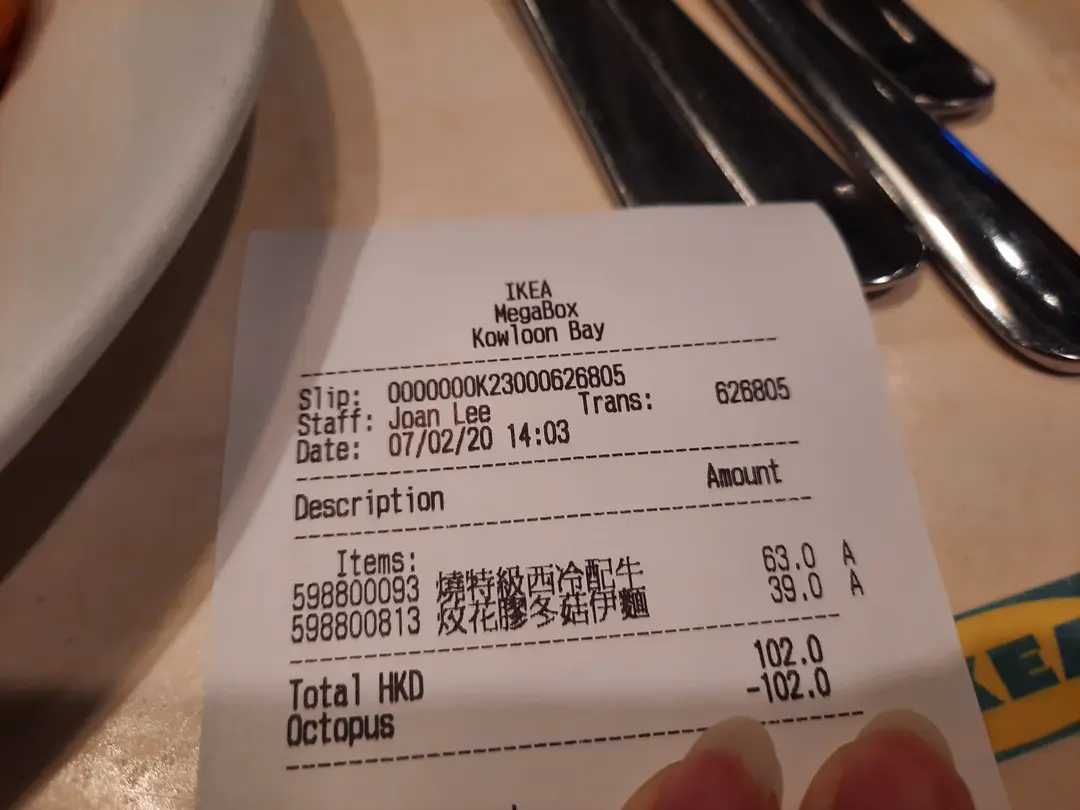 IKEA
MegaBox
Kowloon Bay
Slip: 0000000K23000626805
Staff: Joan Lee Trans: 626805
Date: 07/02/20 14:03
Description Amount
Items:
598800093 燒特級西冷配牛 63.0 A
598800813 炆花膠冬菇伊麵 39.0 A
Total HKD 102.0
Octopus -102.0
IKEA